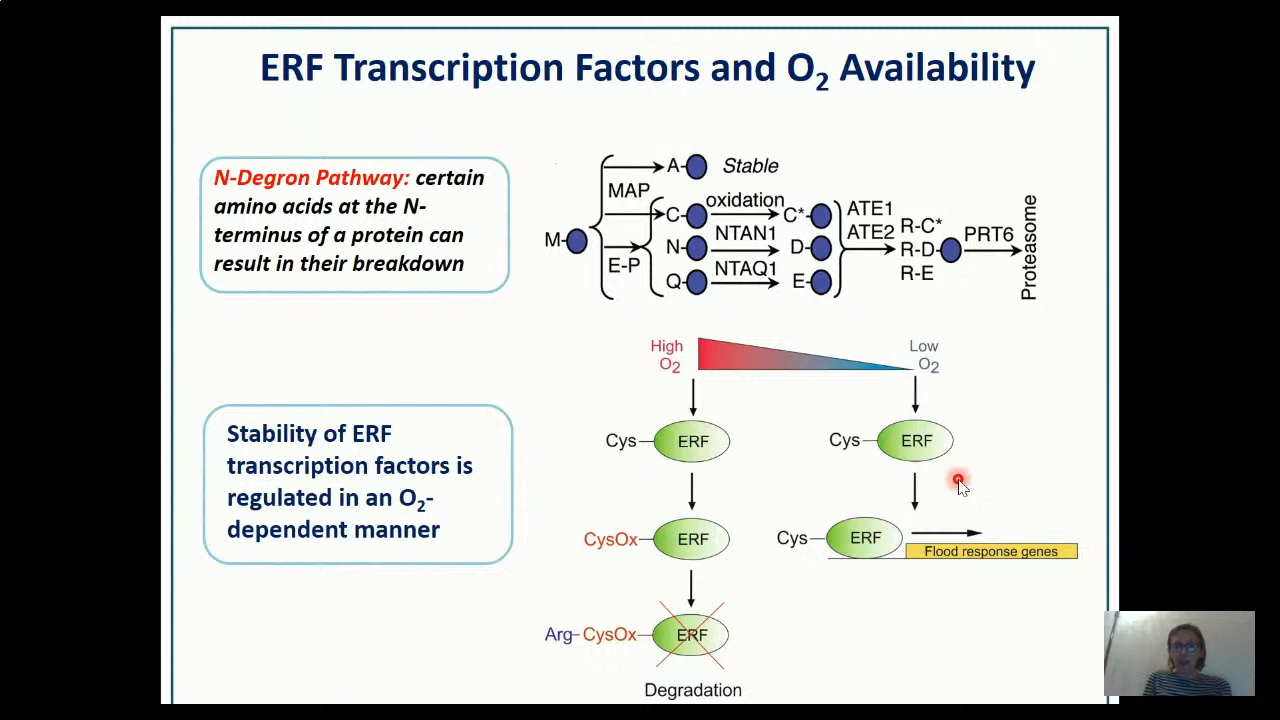 ERF Transcription Factors and O2 Availability
N-Degron Pathway: certain
amino acids at the N-
terminus of a protein can
result in their breakdown
M-
MAP
E-P
A- Stable
C- oxidation C*-
N- NTAN1 D-
Q- NTAQ1 E-
ATE1
ATE2
R-C*
R-D-
R-E
PRT6
Proteasome
Stability of ERF
transcription factors is
regulated in an O2-
dependent manner
High
O2
Low
O2
Cys ERF
Cys ERF
CysOx ERF
Cys ERF
Flood response genes
Arg-CysOx ERF
Degradation